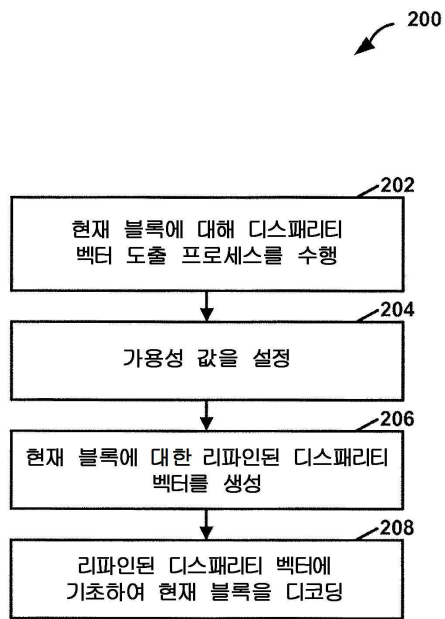 200
202
현재 블록에 대해 디스패리티
벡터 도출 프로세스를 수행
204
가용성 값을 설정
206
현재 블록에 대한 리파인된 디스패리티
벡터를 생성
208
리파인된 디스패리티 벡터에
기초하여 현재 블록을 디코딩